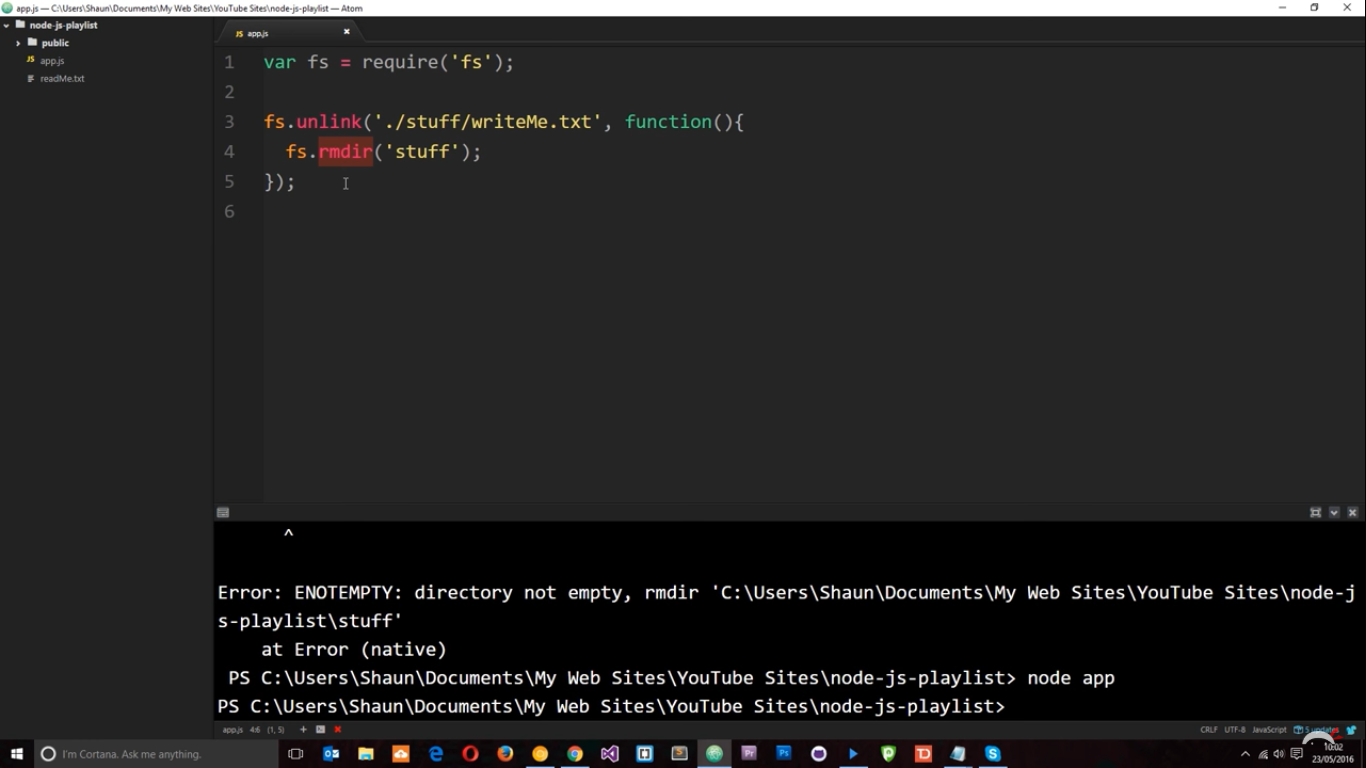 app.js — C:\Users\Shaun\Documents\My Web Sites\YouTube Sites\node-js-playlist — Atom
node-js-playlist
public
app.js
readMe.txt
JS app.js
1 var fs = require('fs');
2
3 fs.unlink('./stuff/writeMe.txt', function(){
4 fs.rmdir('stuff');
5 });
6
^
Error: ENOTEMPTY: directory not empty, rmdir 'C:\Users\Shaun\Documents\My Web Sites\YouTube Sites\node-j
s-playlist\stuff'
at Error (native)
PS C:\Users\Shaun\Documents\My Web Sites\YouTube Sites\node-js-playlist> node app
PS C:\Users\Shaun\Documents\My Web Sites\YouTube Sites\node-js-playlist>
app.js 4:6 (1, 5) CRLF UTF-8 JavaScript 5 updates
I'm Cortana. Ask me anything.
10:02
23/05/2016